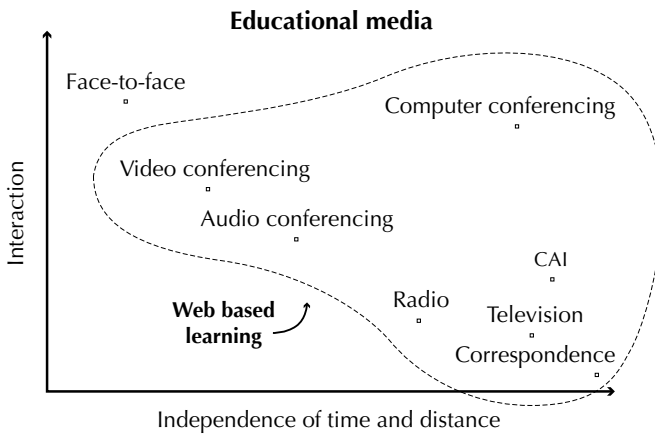 Educational media
Face-to-face
Computer conferencing
Video conferencing
Audio conferencing
CAI
Radio
Television
Correspondence
Web based
learning
Interaction
Independence of time and distance